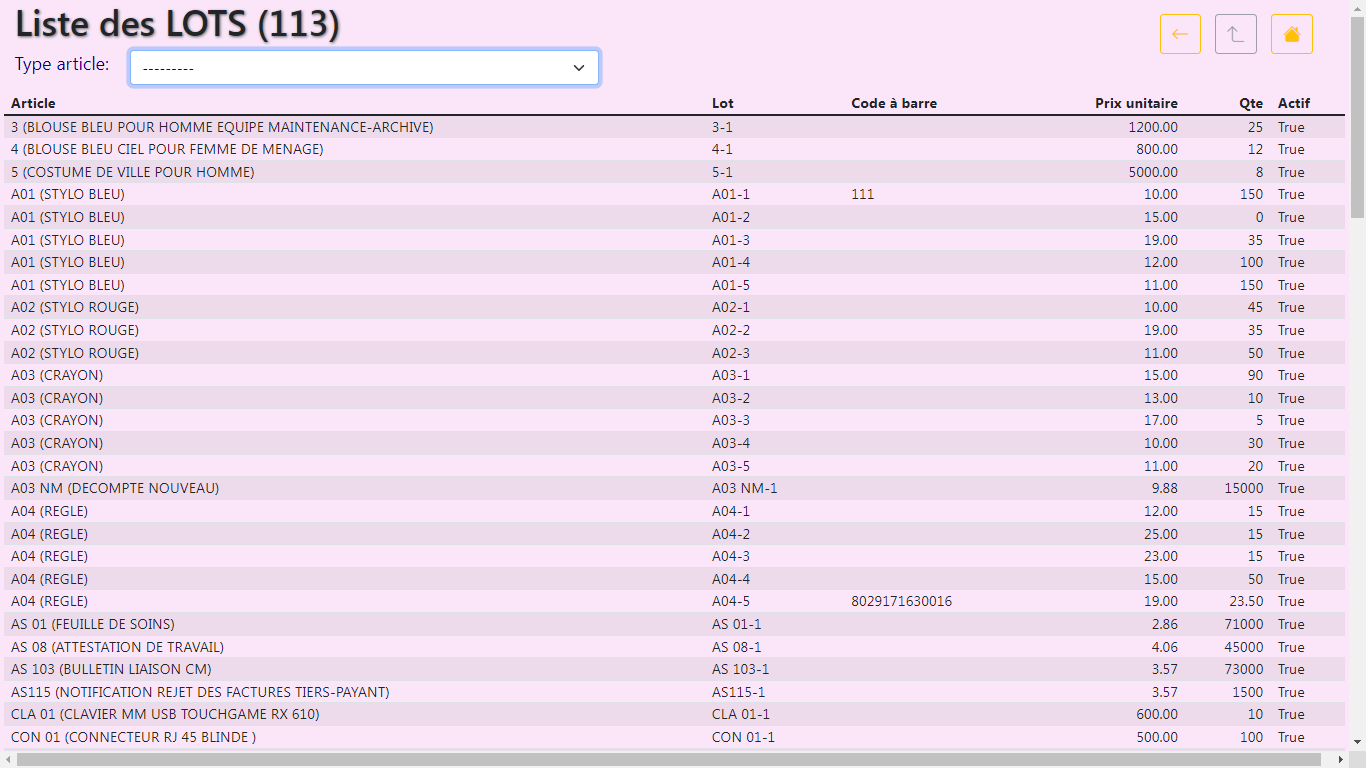 Liste des LOTS (113)
Type article: ---------
Article Lot Code à barre Prix unitaire Qte Actif
3 (BLOUSE BLEU POUR HOMME EQUIPE MAINTENANCE-ARCHIVE) 3-1 1200.00 25 True
4 (BLOUSE BLEU CIEL POUR FEMME DE MENAGE) 4-1 800.00 12 True
5 (COSTUME DE VILLE POUR HOMME) 5-1 5000.00 8 True
A01 (STYLO BLEU) A01-1 111 10.00 150 True
A01 (STYLO BLEU) A01-2 15.00 0 True
A01 (STYLO BLEU) A01-3 19.00 35 True
A01 (STYLO BLEU) A01-4 12.00 100 True
A01 (STYLO BLEU) A01-5 11.00 150 True
A02 (STYLO ROUGE) A02-1 10.00 45 True
A02 (STYLO ROUGE) A02-2 19.00 35 True
A02 (STYLO ROUGE) A02-3 11.00 50 True
A03 (CRAYON) A03-1 15.00 90 True
A03 (CRAYON) A03-2 13.00 10 True
A03 (CRAYON) A03-3 17.00 5 True
A03 (CRAYON) A03-4 10.00 30 True
A03 (CRAYON) A03-5 11.00 20 True
A03 NM (DECOMPTE NOUVEAU) A03 NM-1 9.88 15000 True
A04 (REGLE) A04-1 12.00 15 True
A04 (REGLE) A04-2 25.00 15 True
A04 (REGLE) A04-3 23.00 15 True
A04 (REGLE) A04-4 15.00 50 True
A04 (REGLE) A04-5 8029171630016 19.00 23.50 True
AS 01 (FEUILLE DE SOINS) AS 01-1 2.86 71000 True
AS 08 (ATTESTATION DE TRAVAIL) AS 08-1 4.06 45000 True
AS 103 (BULLETIN LIAISON CM) AS 103-1 3.57 73000 True
AS115 (NOTIFICATION REJET DES FACTURES TIERS-PAYANT) AS115-1 3.57 1500 True
CLA 01 (CLAVIER MM USB TOUCHGAME RX 610) CLA 01-1 600.00 10 True
CON 01 (CONNECTEUR RJ 45 BLINDE ) CON 01-1 500.00 100 True